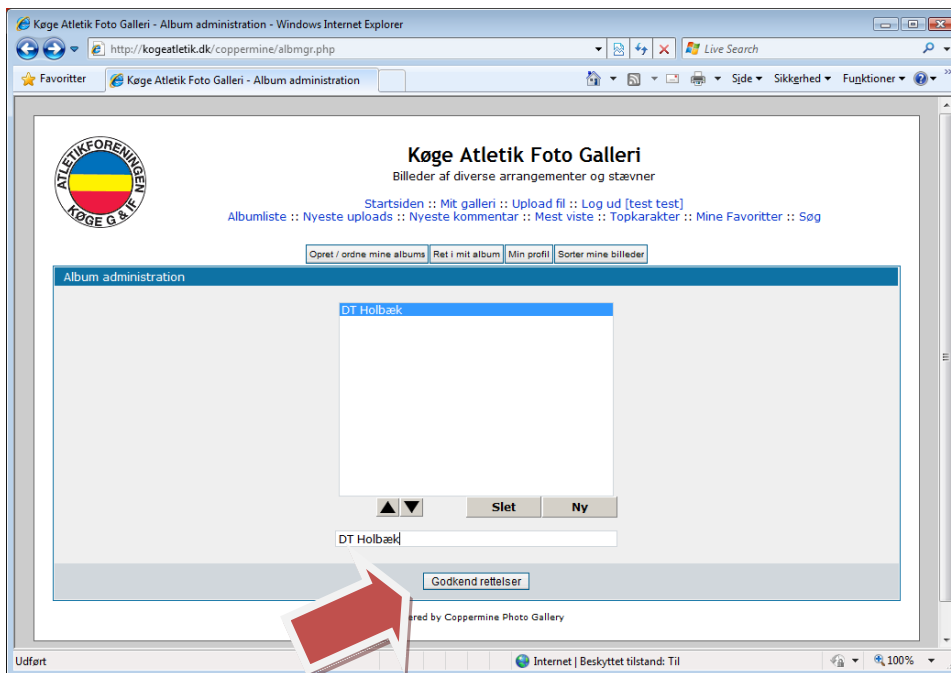 Køge Atletik Foto Galleri - Album administration - Windows Internet Explorer
http://kogeatletik.dk/coppermine/albmgr.php
Live Search
Favoritter
Køge Atletik Foto Galleri - Album administration
Side
Sikkerhed
Funktioner
ATLETIKFORENINGEN
KØGE G & IF
Køge Atletik Foto Galleri
Billeder af diverse arrangementer og stævner
Startsiden :: Mit galleri :: Upload fil :: Log ud [test test]
Albumliste :: Nyeste uploads :: Nyeste kommentar :: Mest viste :: Topkarakter :: Mine Favoritter :: Søg
Opret / ordne mine albums
Ret i mit album
Min profil
Sorter mine billeder
Album administration
DT Holbæk
Slet
Ny
DT Holbæk
Godkend rettelser
ered by Coppermine Photo Gallery
Udført
Internet | Beskyttet tilstand: Til
100%